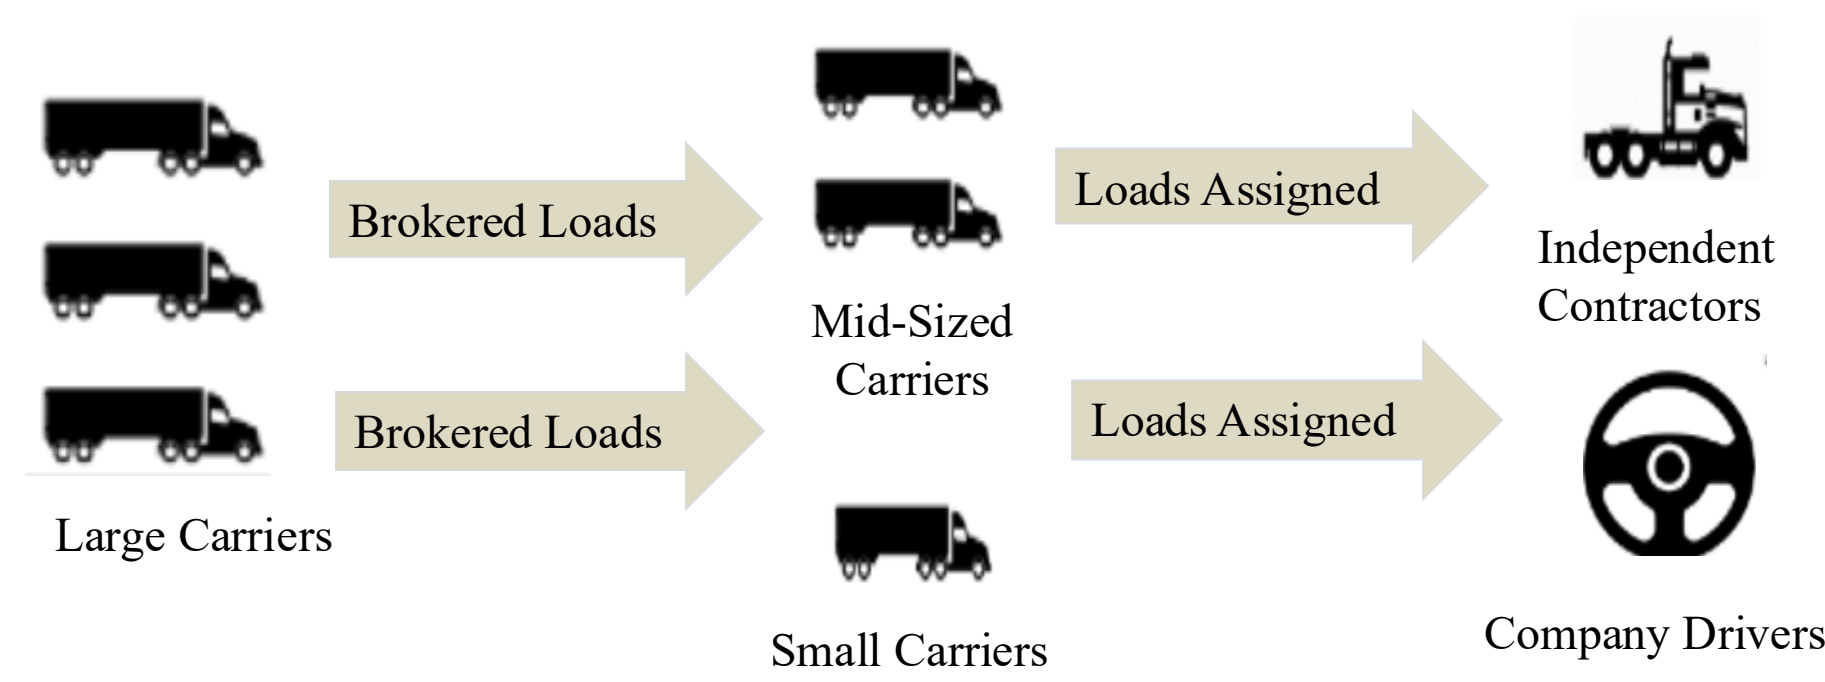 Brokered Loads
Brokered Loads
Large Carriers
Mid-Sized
Carriers
Small Carriers
Loads Assigned
Loads Assigned
Independent
Contractors
Company Drivers